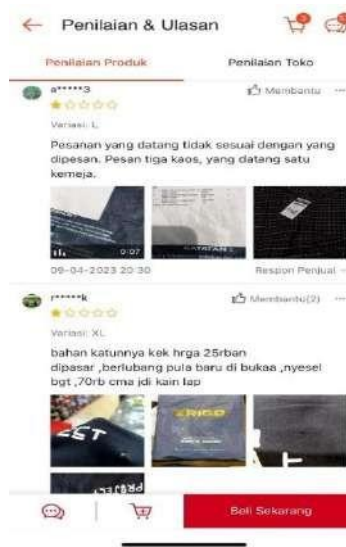 Penilaian & Ulasan
Penilaian Produk
Penilaian Toko
a*****3
Membantu
Variasi: L
Pesanan yang datang tidak sesuai dengan yang
dipesan. Pesan tiga kaos, yang datang satu
kemeja.
0:07
09-04-2023 20:30
Respon Penjual
r*****k
Membantu(2)
Variasi: XL
bahan katunnya kek hrga 25rban
dipasar ,berlubang pula baru di bukaa ,nyesel
bgt ,70rb cma jdi kain lap
ERIGO
PROJECT
Beli Sekarang